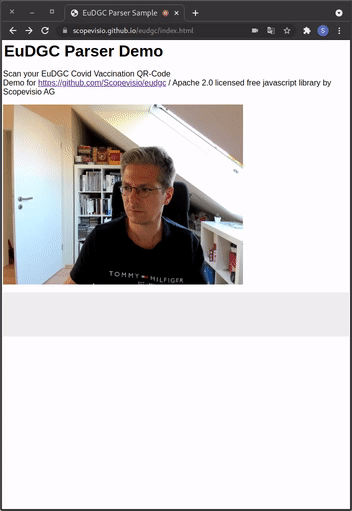 EuDGC Parser Sample
scopevisio.github.io/eudgc/index.html
S
EuDGC Parser Demo
Scan your EuDGC Covid Vaccination QR-Code
Demo for https://github.com/Scopevisio/eudgc / Apache 2.0 licensed free javascript library by
Scopevisio AG
TOMMY HILFIGER